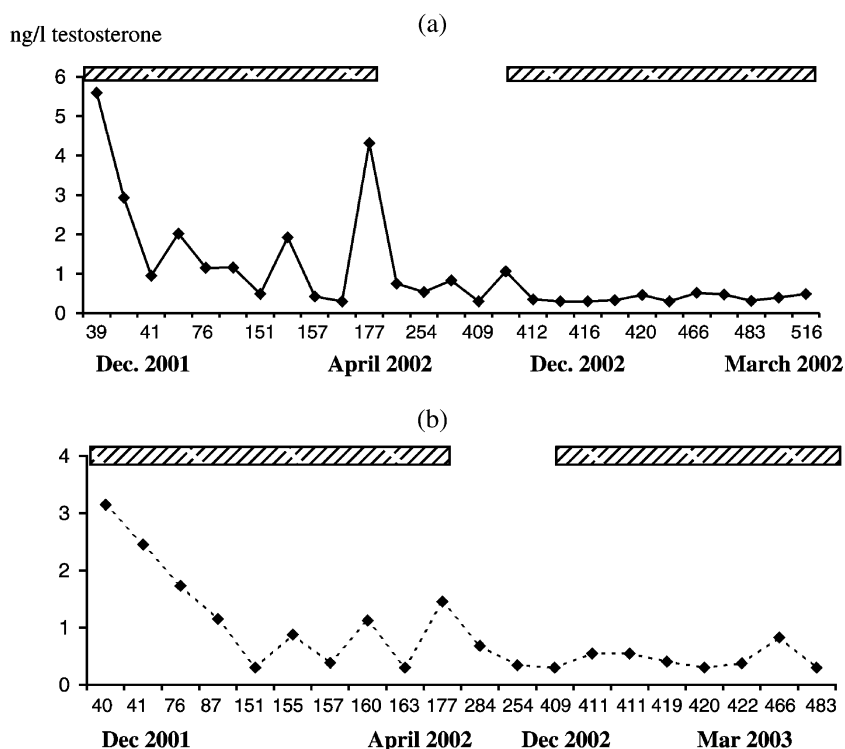 (a)
ng/l testosterone
6
5
4
3
2
1
0
39 41 76 151 157 177 254 409 412 416 420 466 483 516
Dec. 2001 April 2002 Dec. 2002 March 2002
(b)
4
3
2
1
0
40 41 76 87 151 155 157 160 163 177 284 254 409 411 411 419 420 422 466 483
Dec 2001 April 2002 Dec 2002 Mar 2003